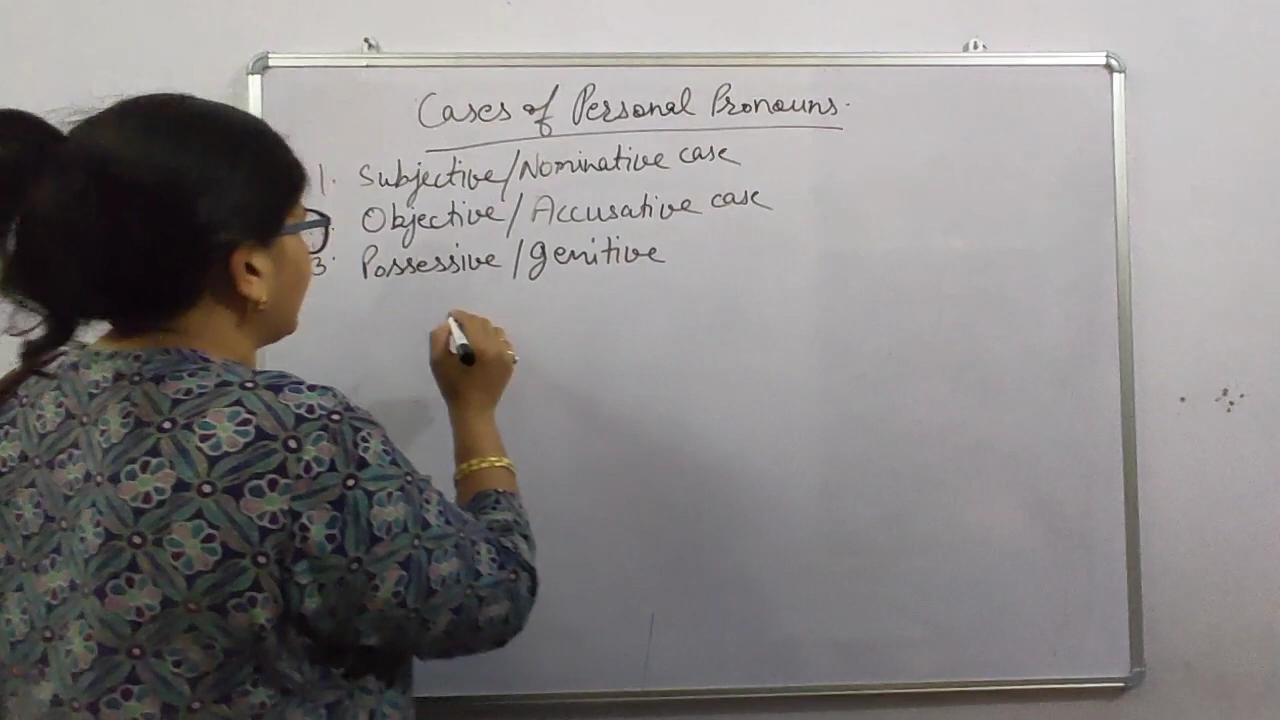 Cases of Personal Pronouns.
1. Subjective/Nominative case
Objective/Accusative case
3. Possessive/genitive